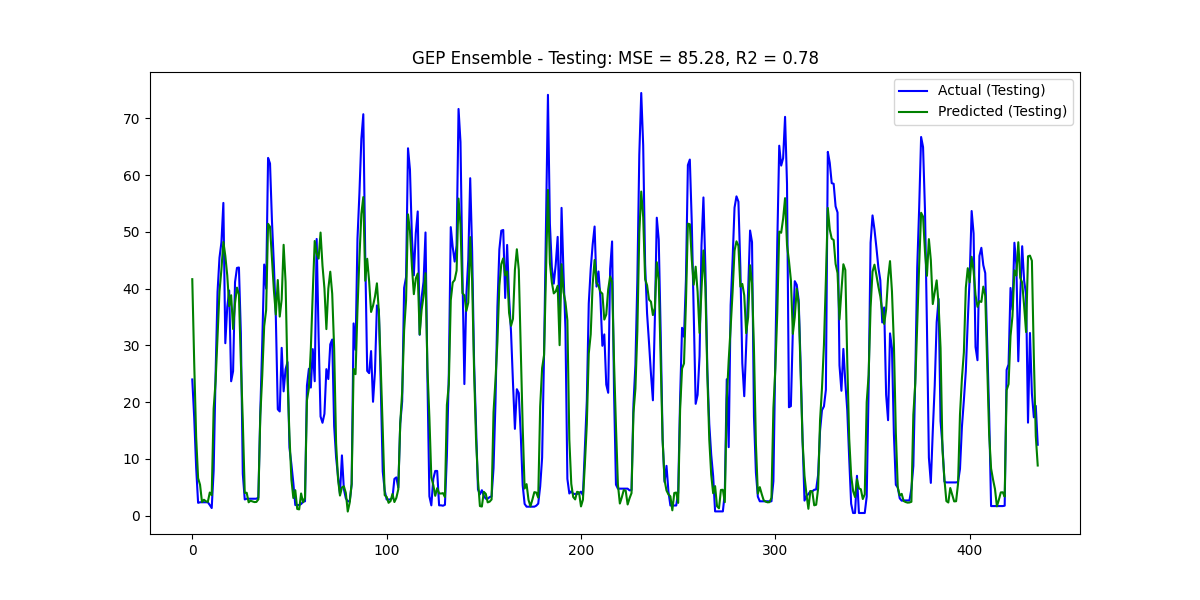 GEP Ensemble - Testing: MSE = 85.28, R2 = 0.78
Actual (Testing)
Predicted (Testing)
70
60
50
40
30
20
10
0
0 100 200 300 400